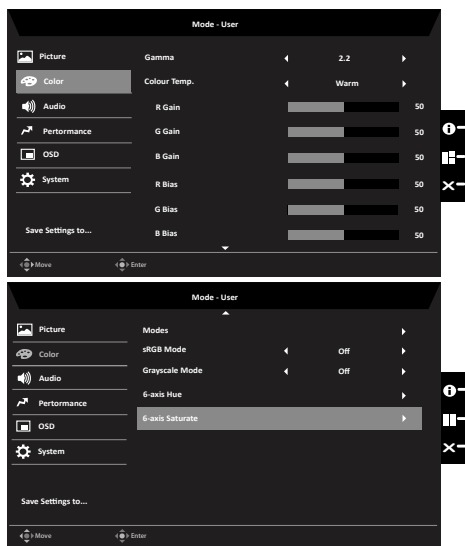 Mode - User
Picture
Gamma 2.2
Color
Colour Temp. Warm
Audio
R Gain 50
Pertormance
G Gain 50
OSD
B Gain 50
System
R Bias 50
G Bias 50
Save Settings to...
B Bias 50
Move Enter
Mode - User
Picture
Modes
Color
sRGB Mode Off
Audio
Grayscale Mode Off
Pertormance
6-axis Hue
OSD
6-axis Saturate
System
Save Settings to...
Move Enter